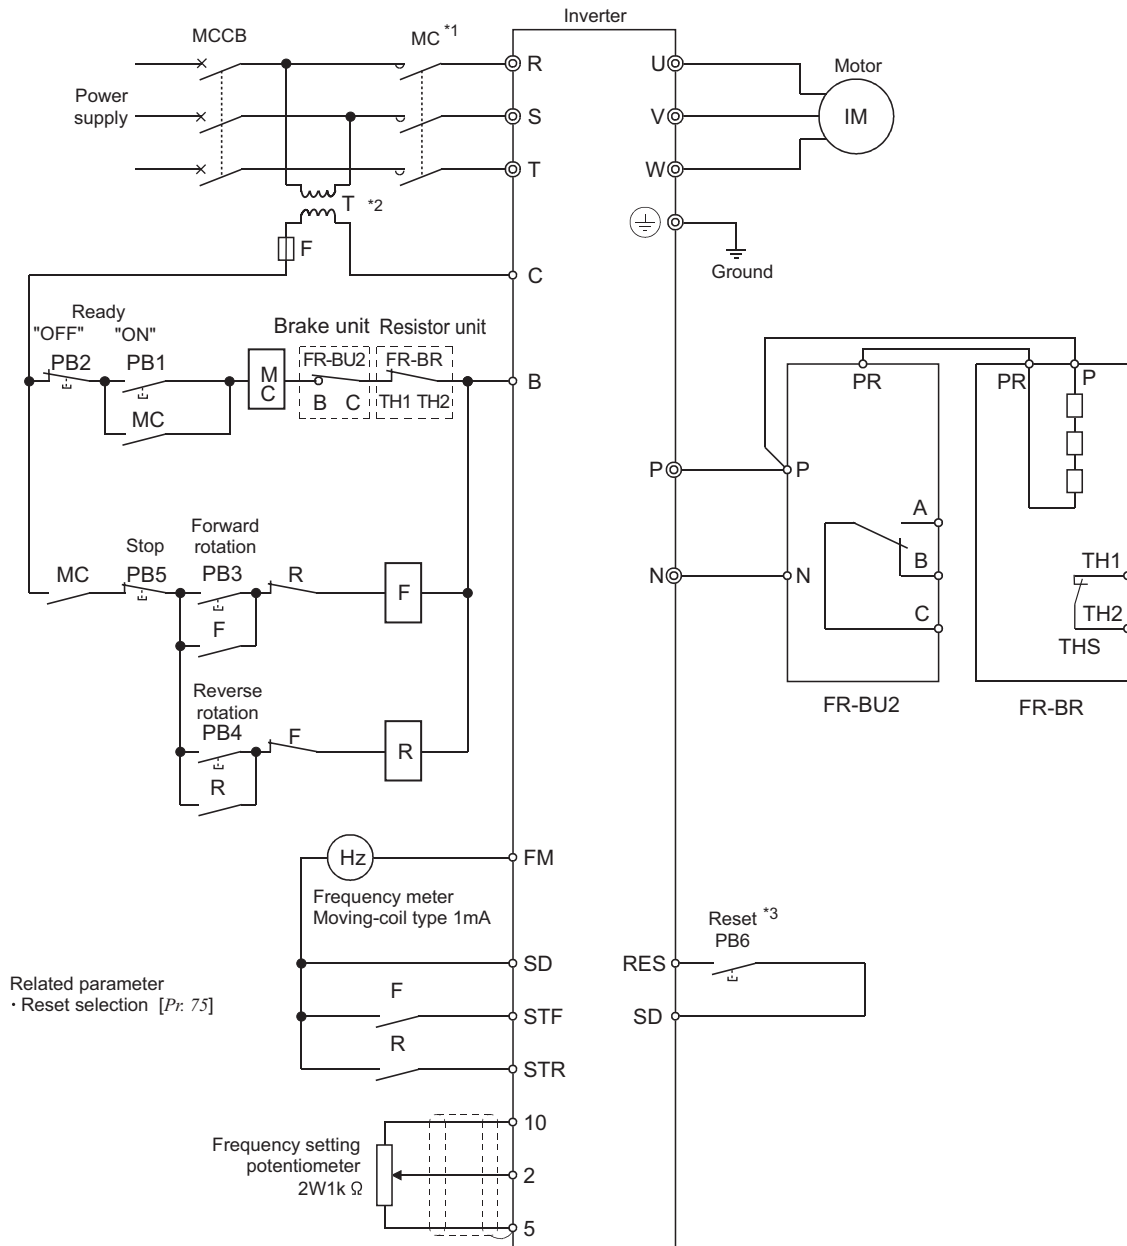 Inverter
MCCB
MC *1
R
U
Motor
Power
supply
S
V
IM
T
W
T *2
F
Ground
C
Ready
"OFF" "ON"
PB2 PB1
Brake unit Resistor unit
FR-BU2 FR-BR
M
C
B C TH1 TH2
B
MC
PR
PR P
P P
A
B
C
N N
TH1
TH2
THS
FR-BU2
FR-BR
Forward
rotation
Stop
MC PB5 PB3 R
F
F
Reverse
rotation
PB4 F
R
R
Hz
FM
Frequency meter
Moving-coil type 1mA
Reset *3
PB6
SD
RES
Related parameter
・Reset selection [Pr. 75]
F
STF
SD
R
STR
10
Frequency setting
potentiometer
2W1k Ω
2
5